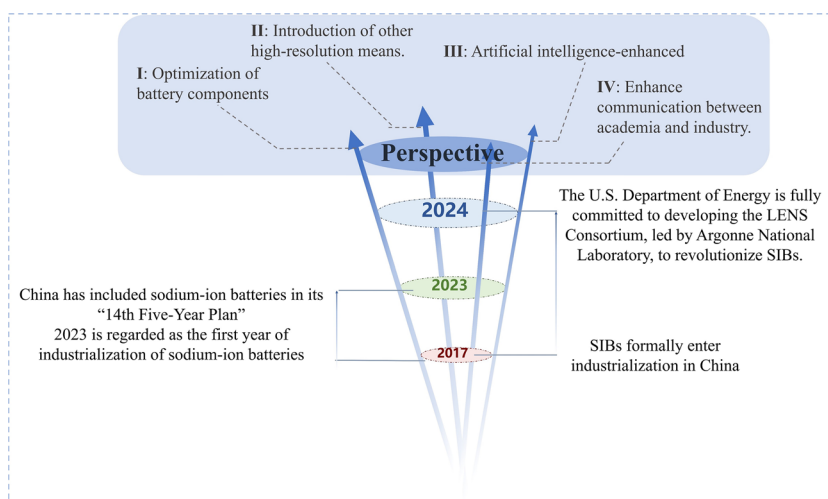 II: Introduction of other
high-resolution means.
III: Artificial intelligence-enhanced
I: Optimization of
battery components
IV: Enhance
communication between
academia and industry.
Perspective
2024
The U.S. Department of Energy is fully
committed to developing the LENS
Consortium, led by Argonne National
Laboratory, to revolutionize SIBs.
2023
China has included sodium-ion batteries in its
“14th Five-Year Plan”
2023 is regarded as the first year of
industrialization of sodium-ion batteries
2017
SIBs formally enter
industrialization in China